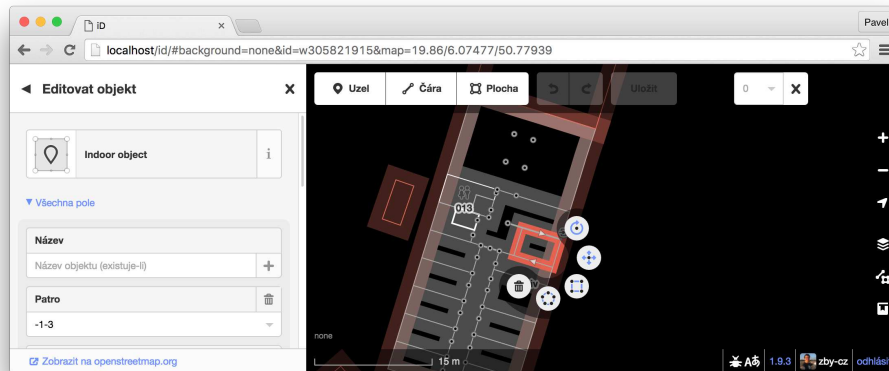 iD
Pavel
localhost/id/#background=none&id=w305821915&map=19.86/6.07477/50.77939
Editovat objekt
Uzel
Čára
Plocha
Uložit
0
Indoor object
i
Všechna pole
Název
Název objektu (existuje-li)
Patro
-1-3
Zobrazit na openstreetmap.org
013
none
15 m
1.9.3
zby-cz
odhlásit